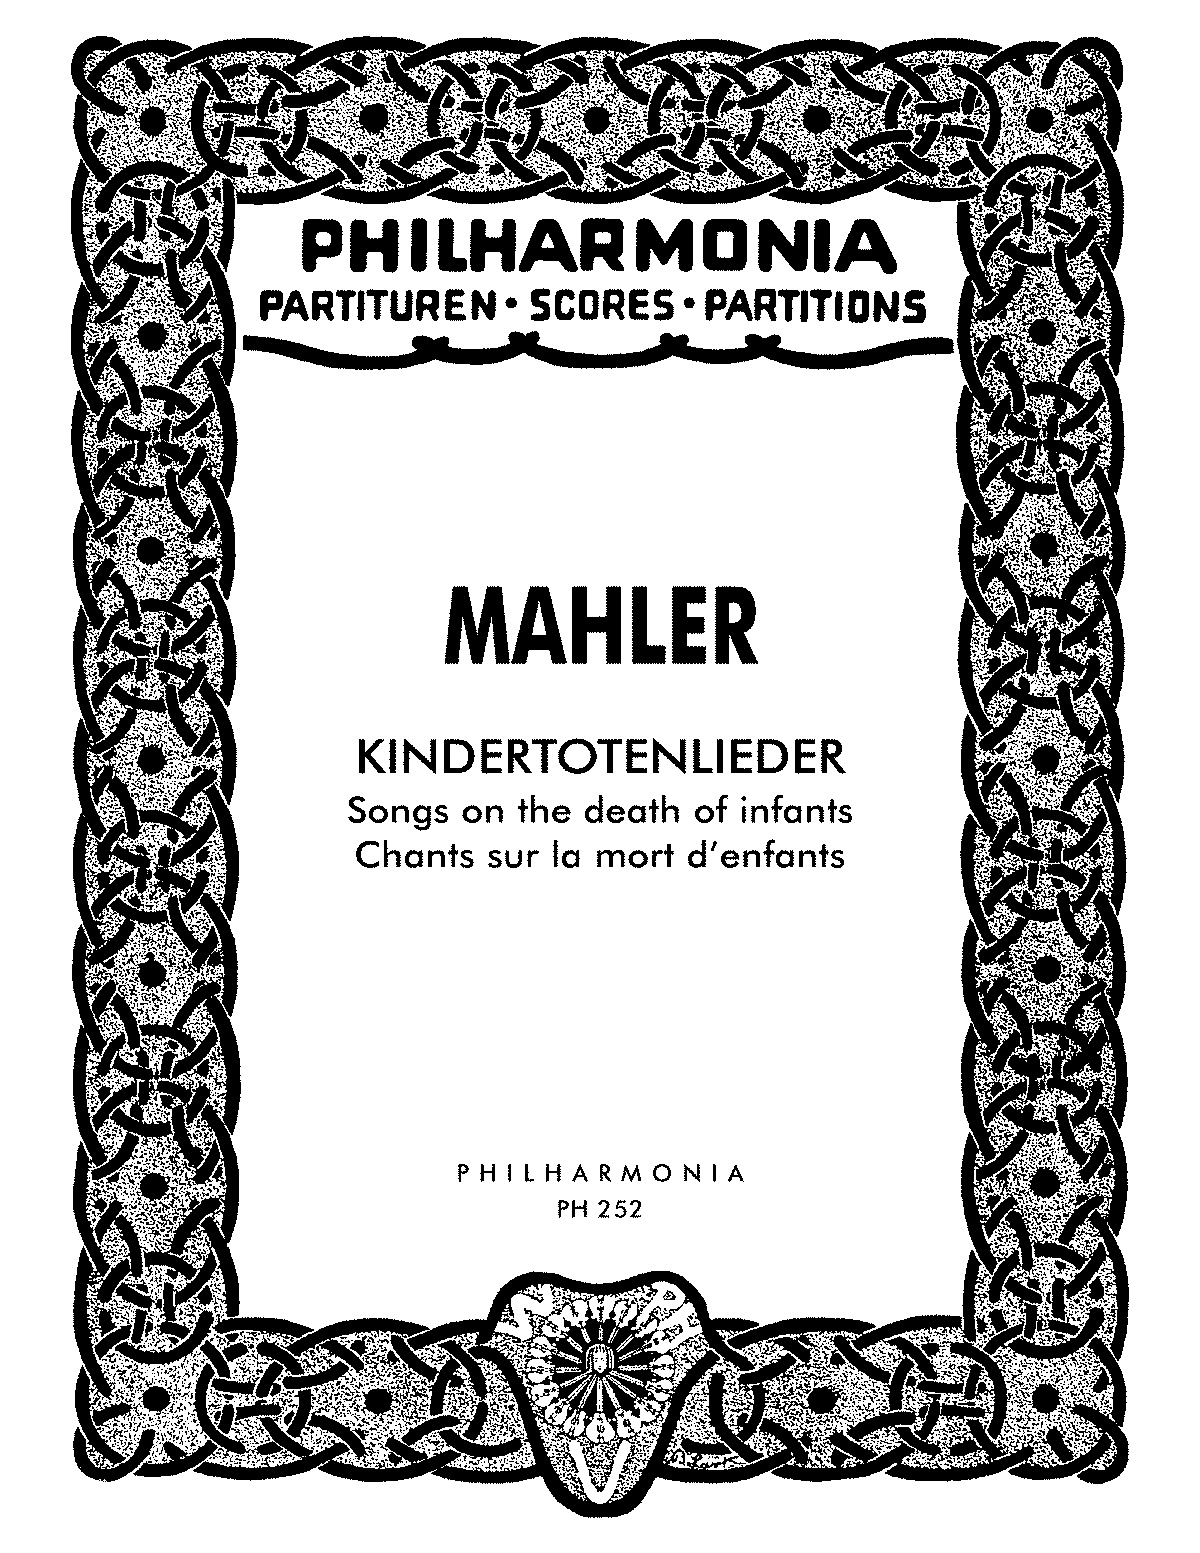 PHILHARMONIA
PARTITUREN • SCORES • PARTITIONS
MAHLER
KINDERTOTENLIEDER
Songs on the death of infants
Chants sur la mort d'enfants
PHILHARMONIA
PH 252
W PH
V